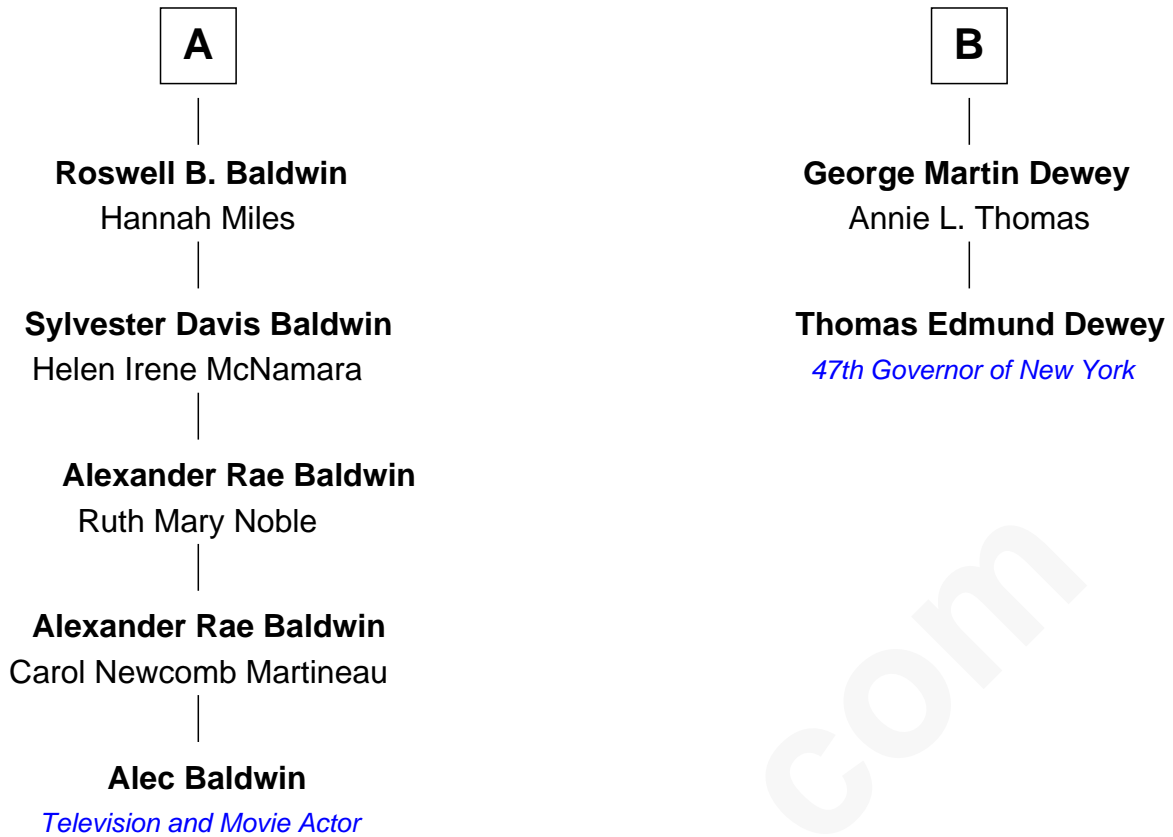 A
Roswell B. Baldwin
Hannah Miles
Sylvester Davis Baldwin
Helen Irene McNamara
Alexander Rae Baldwin
Ruth Mary Noble
Alexander Rae Baldwin
Carol Newcomb Martineau
Alec Baldwin
Television and Movie Actor
B
George Martin Dewey
Annie L. Thomas
Thomas Edmund Dewey
47th Governor of New York
com